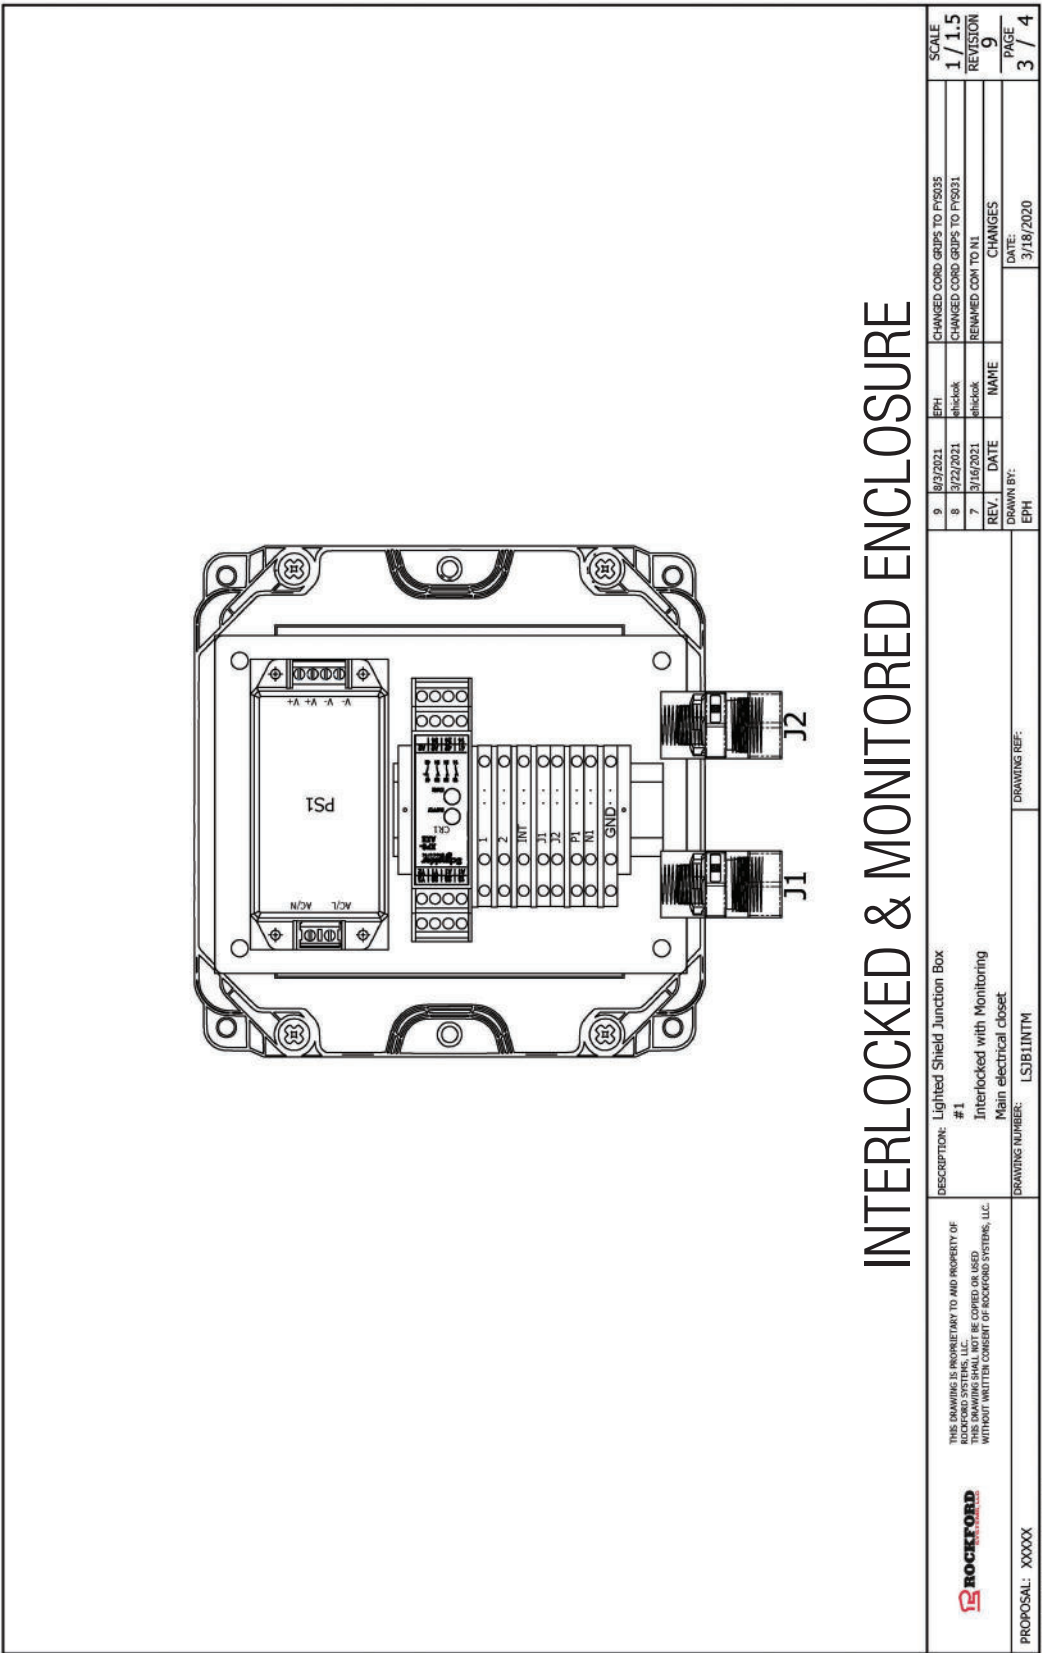 PS1
AC/N
AC/L
V+
V+
V-
V-
CR1
1
2
INT
J1
J2
P1
N1
GND
J1
J2
INTERLOCKED & MONITORED ENCLOSURE
ROCKFORD
THIS DRAWING IS PROPRIETARY TO AND PROPERTY OF
ROCKFORD SYSTEMS, LLC.
THIS DRAWING SHALL NOT BE COPIED OR USED
WITHOUT WRITTEN CONSENT OF ROCKFORD SYSTEMS, LLC.
PROPOSAL: XXXXX
DESCRIPTION: Lighted Shield Junction Box
#1
Interlocked with Monitoring
Main electrical closet
DRAWING NUMBER: LSJB1INTM
DRAWING REF:
9 8/3/2021 EPH CHANGED CORD GRIPS TO FYS035
8 3/22/2021 ehickok CHANGED CORD GRIPS TO FYS031
7 3/16/2021 ehickok RENAMED COM TO N1
REV. DATE NAME CHANGES
DRAWN BY:
EPH
DATE:
3/18/2020
SCALE
1 / 1.5
REVISION
9
PAGE
3 / 4